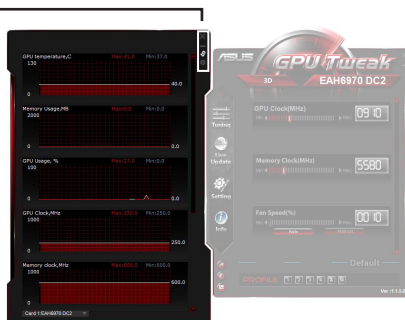 GPU temperature,C Max:41.0 Min:37.0
130
40.0
0
Memory Usage,MB Max:0.0 Min:0.0
2000
0.0
0
GPU Usage, % Max:27.0 Min:0.0
100
0.0
0
GPU Clock,MHz Max:250.0 Min:250.0
1000
250.0
0
Memory clock,MHz Max:600.0 Min:600.0
1000
600.0
0
Card 1:EAH6970 DC2
ASUS GPU Tweak
3D EAH6970 DC2
Tuning
Live
Update
Setting
Info
GPU Clock(MHz)
0910
Memory Clock(MHz)
5580
Fan Speed(%)
0010
Auto Manual
Default
PROFILE 1 2 3 4 5